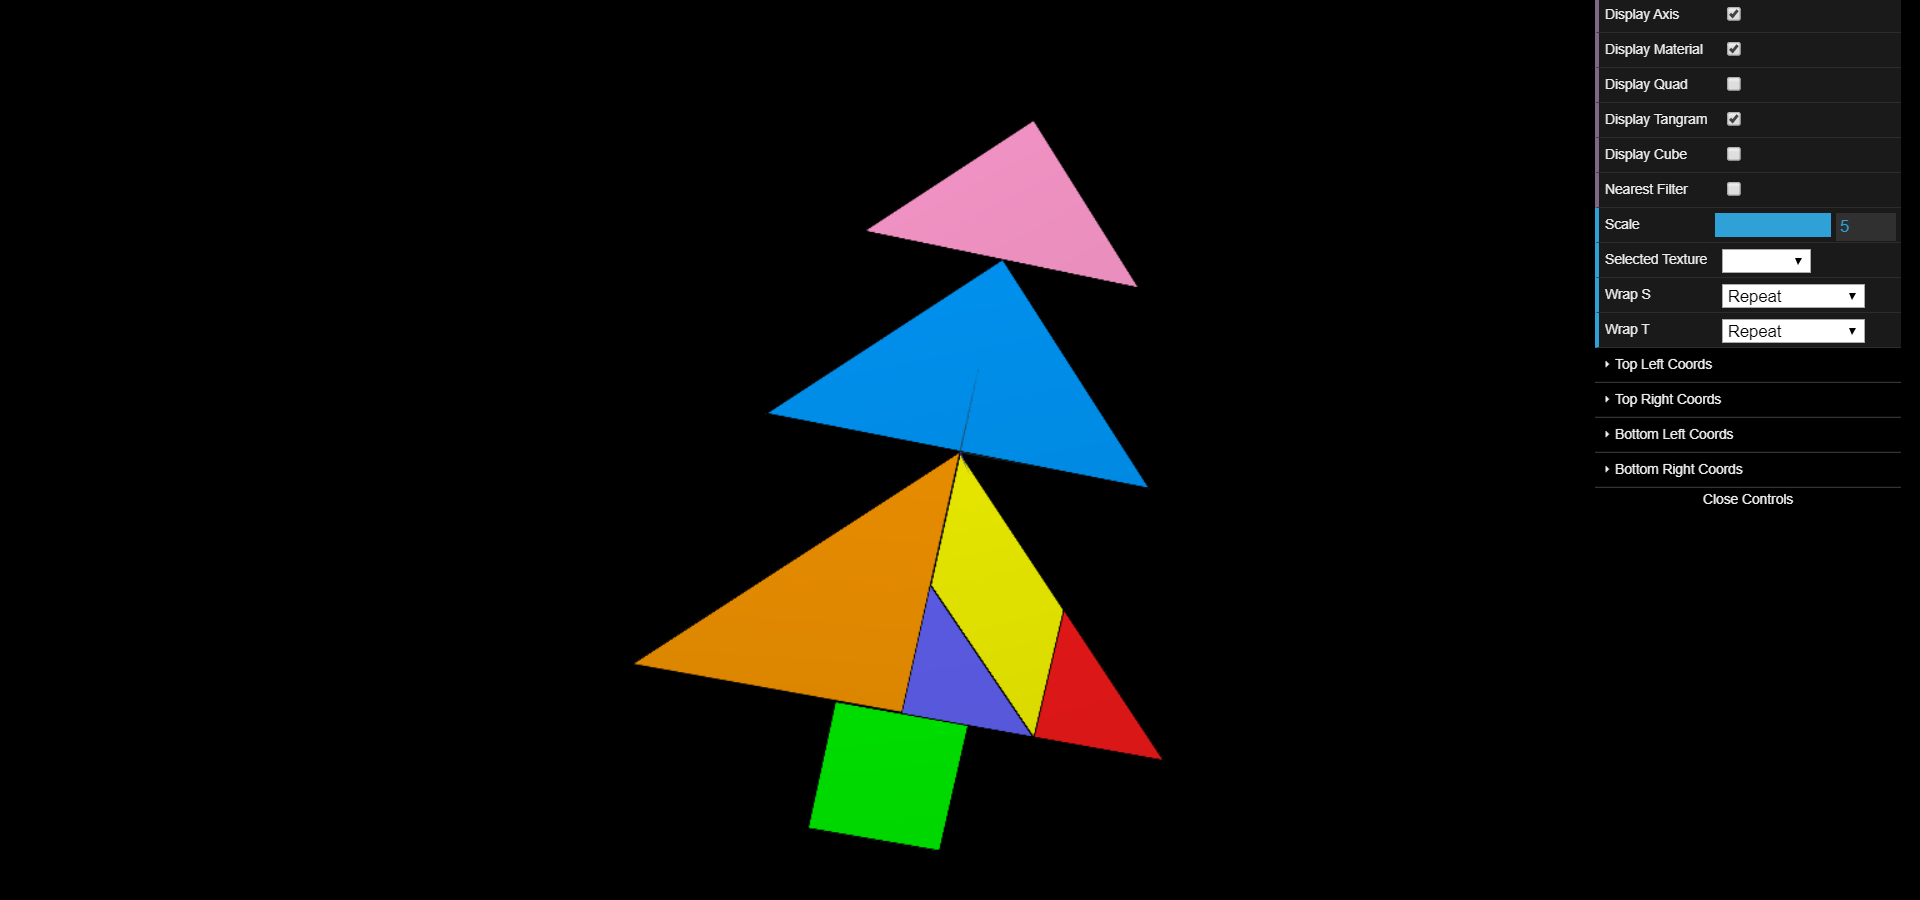 Display Axis
Display Material
Display Quad
Display Tangram
Display Cube
Nearest Filter
Scale 5
Selected Texture
Wrap S Repeat
Wrap T Repeat
Top Left Coords
Top Right Coords
Bottom Left Coords
Bottom Right Coords
Close Controls